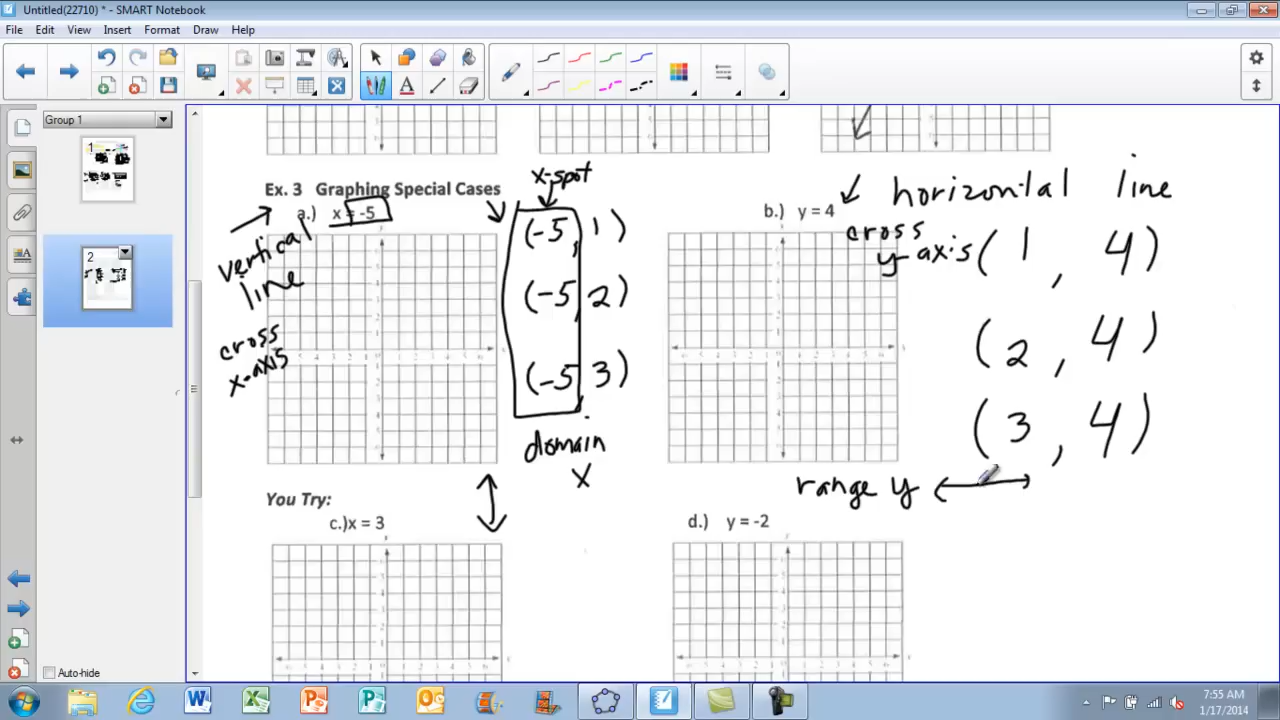 Untitled(22710) * - SMART Notebook
File Edit View Insert Format Draw Help
Group 1
1
2
Ex. 3 Graphing Special Cases
a.) x = -5
vertical
line
cross
x-axis
x-spot
(-5, 1)
(-5, 2)
(-5, 3)
domain
x
b.) y = 4
horizontal line
cross
y-axis
(1, 4)
(2, 4)
(3, 4)
range y
You Try:
c.)x = 3
d.) y = -2
Auto-hide
7:55 AM
1/17/2014